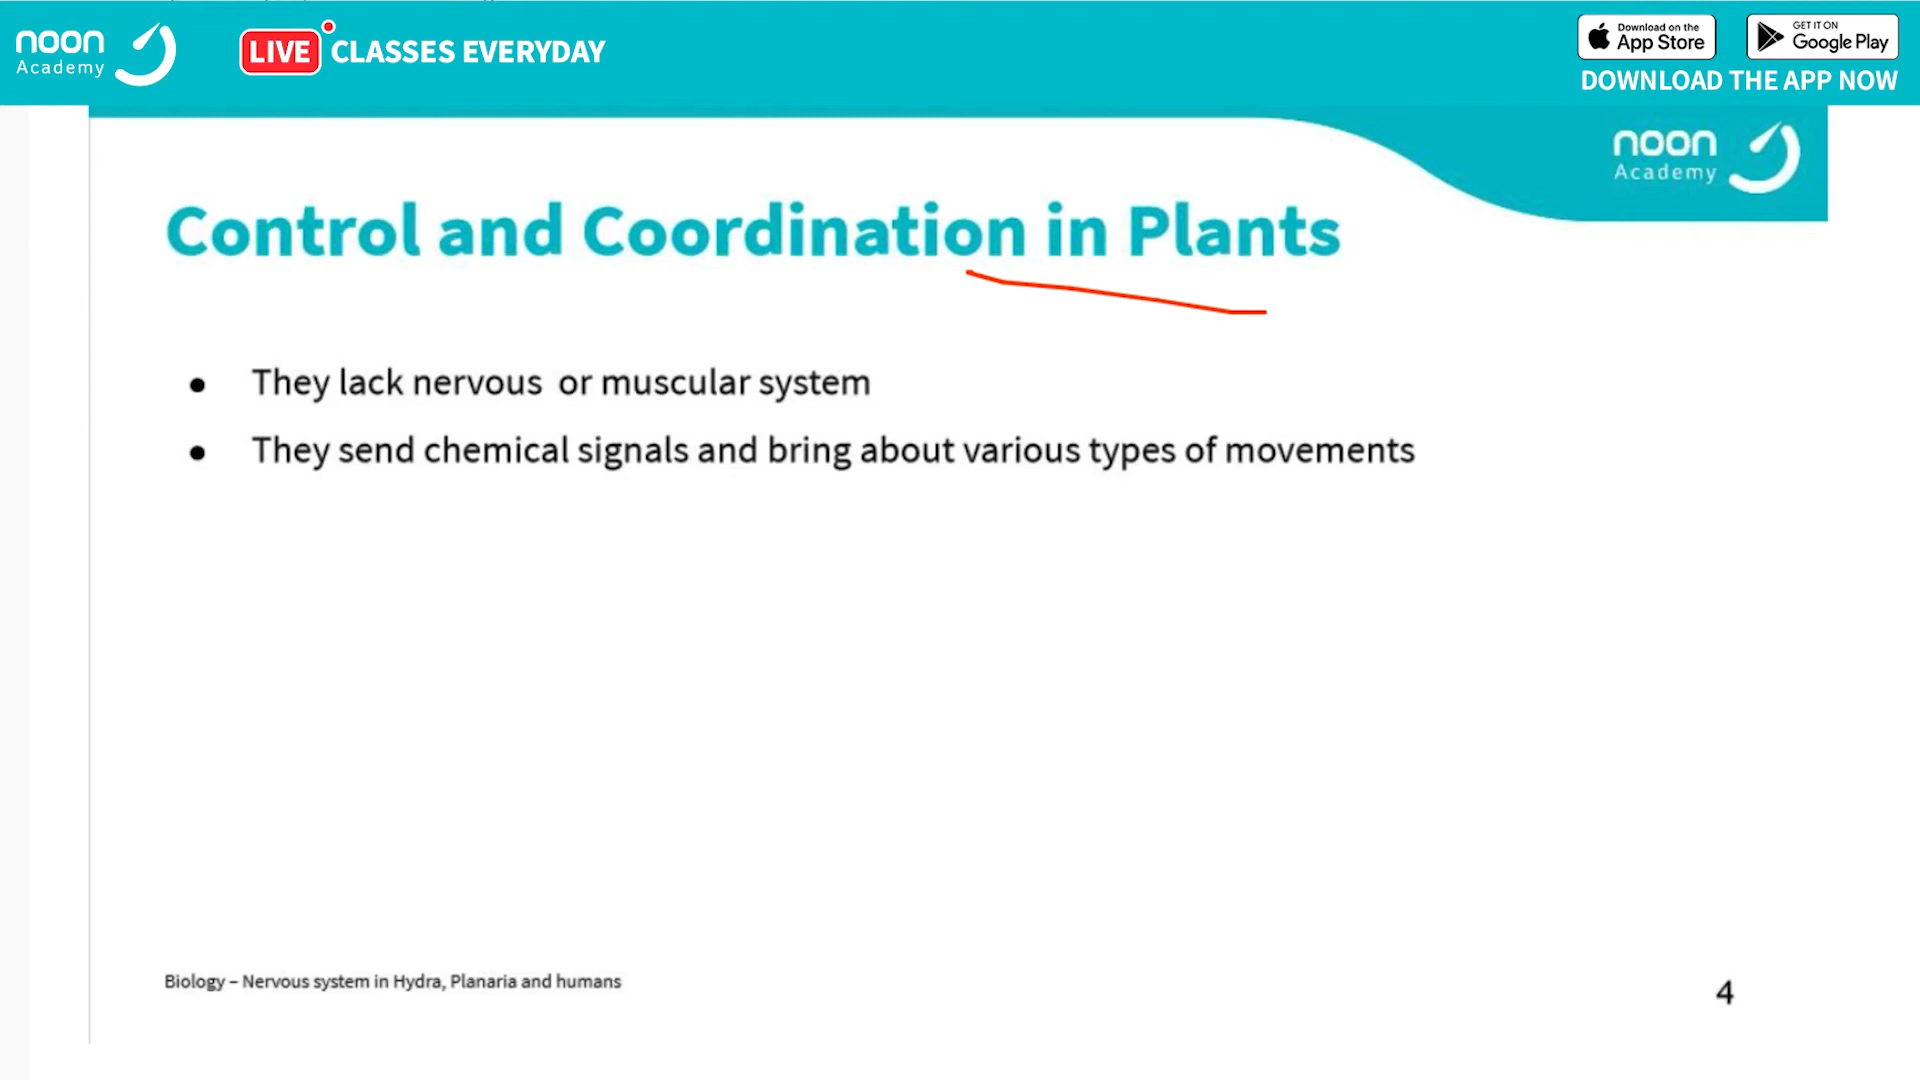 noon
Academy
LIVE CLASSES EVERYDAY
Download on the
App Store
GET IT ON
Google Play
DOWNLOAD THE APP NOW
noon
Academy
Control and Coordination in Plants
● They lack nervous or muscular system
● They send chemical signals and bring about various types of movements
Biology – Nervous system in Hydra, Planaria and humans
4